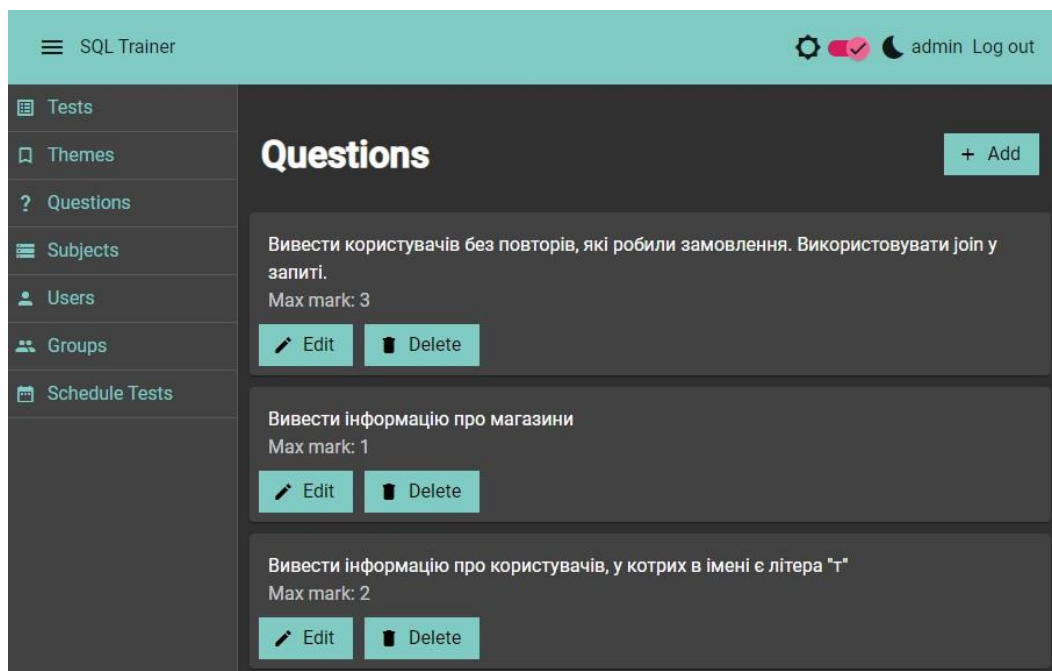 SQL Trainer
admin Log out
Tests
Themes
Questions
Subjects
Users
Groups
Schedule Tests
Questions
+ Add
Вивести користувачів без повторів, які робили замовлення. Використовувати join у
запиті.
Max mark: 3
Edit Delete
Вивести інформацію про магазини
Max mark: 1
Edit Delete
Вивести інформацію про користувачів, у котрих в імені є літера "т"
Max mark: 2
Edit Delete